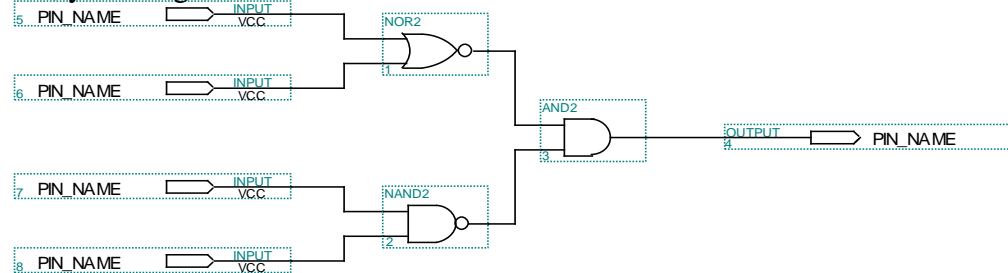 5 PIN_NAME INPUT
VCC
NOR2
1
6 PIN_NAME INPUT
VCC
AND2
3
OUTPUT
4 PIN_NAME
7 PIN_NAME INPUT
VCC
NAND2
2
8 PIN_NAME INPUT
VCC